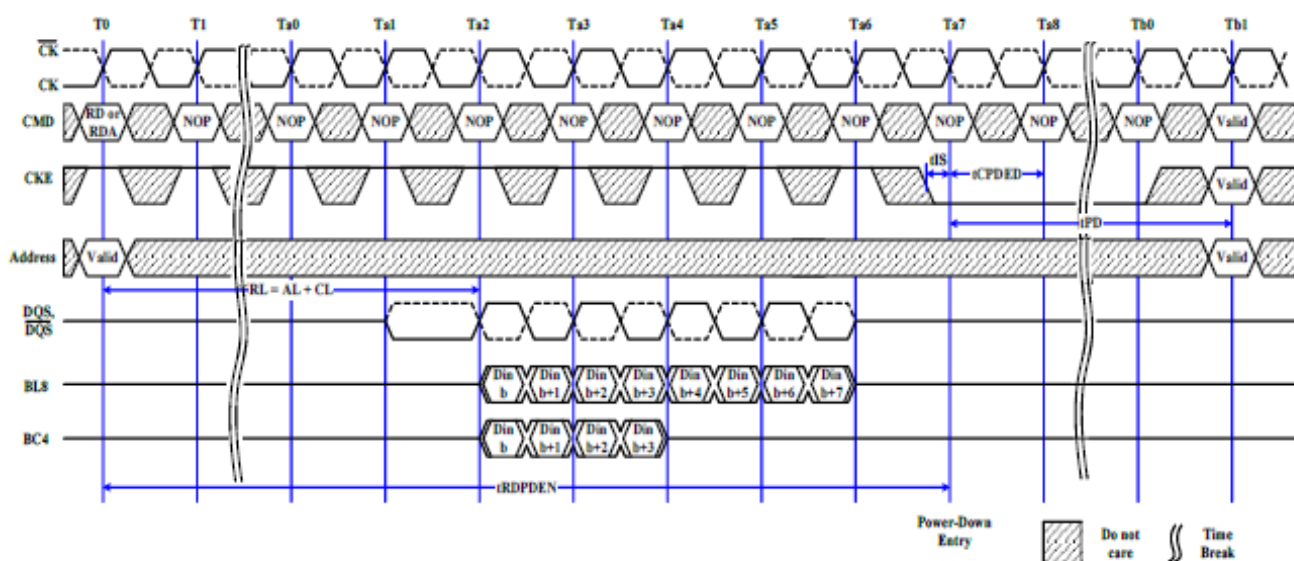 T0 T1 Ta0 Ta1 Ta2 Ta3 Ta4 Ta5 Ta6 Ta7 Ta8 Tb0 Tb1
CK
CK
CMD RD or RDA NOP NOP NOP NOP NOP NOP NOP NOP NOP NOP NOP Valid
CKE tIS tCPDED Valid
tPD
Address Valid Valid
RL = AL + CL
DQS,
DQS
BL8 Din b Din b+1 Din b+2 Din b+3 Din b+4 Din b+5 Din b+6 Din b+7
BC4 Din b Din b+1 Din b+2 Din b+3
tRDPDEN
Power-Down
Entry
Do not
care
Time
Break